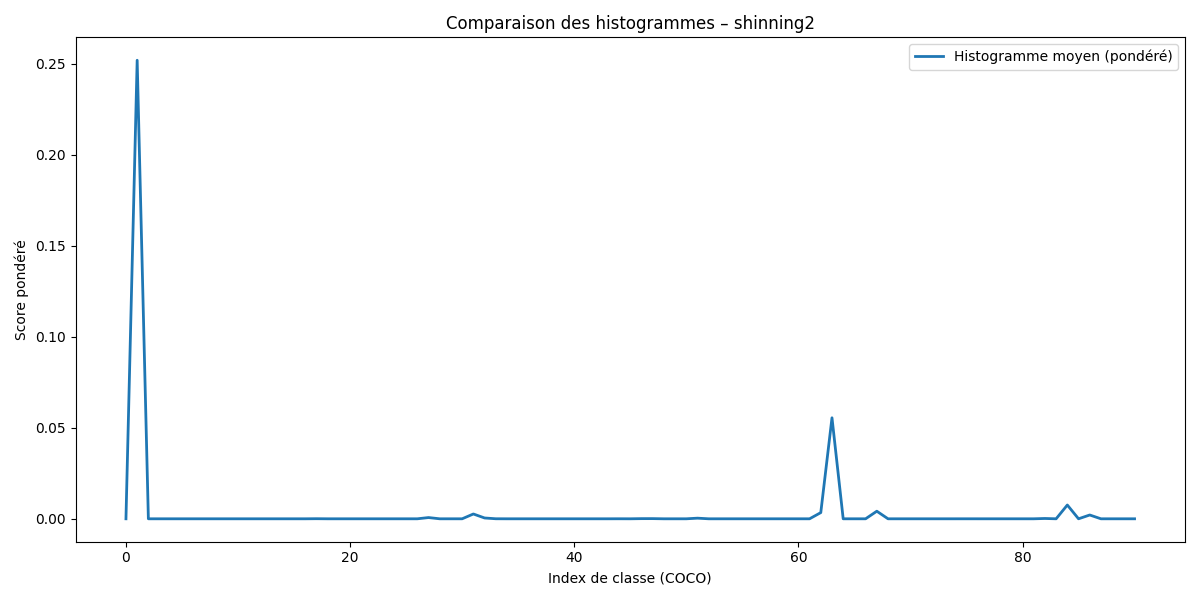 Comparaison des histogrammes – shinning2
Histogramme moyen (pondéré)
0.25
0.20
0.15
0.10
0.05
0.00
Score pondéré
0 20 40 60 80
Index de classe (COCO)